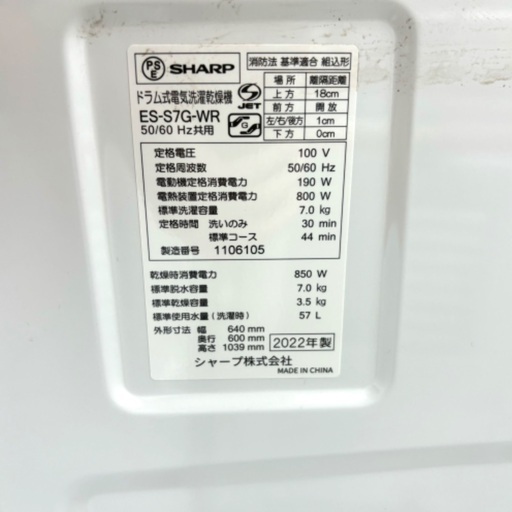 PSE SHARP
ドラム式電気洗濯乾燥機
ES-S7G-WR
50/60 Hz共用
S JET
消防法 基準適合 組込形
場所 離隔距離
上方 18cm
前方 開放
左/右/後方 1cm
下方 0cm
定格電圧 100 V
定格周波数 50/60 Hz
電動機定格消費電力 190 W
電熱装置定格消費電力 800 W
標準洗濯容量 7.0 kg
定格時間 洗いのみ 30 min
標準コース 44 min
製造番号 1106105
乾燥時消費電力 850 W
標準脱水容量 7.0 kg
標準乾燥容量 3.5 kg
標準使用水量(洗濯時) 57 L
外形寸法 幅 640 mm
奥行 600 mm
高さ 1039 mm
2022年製
シャープ株式会社
MADE IN CHINA